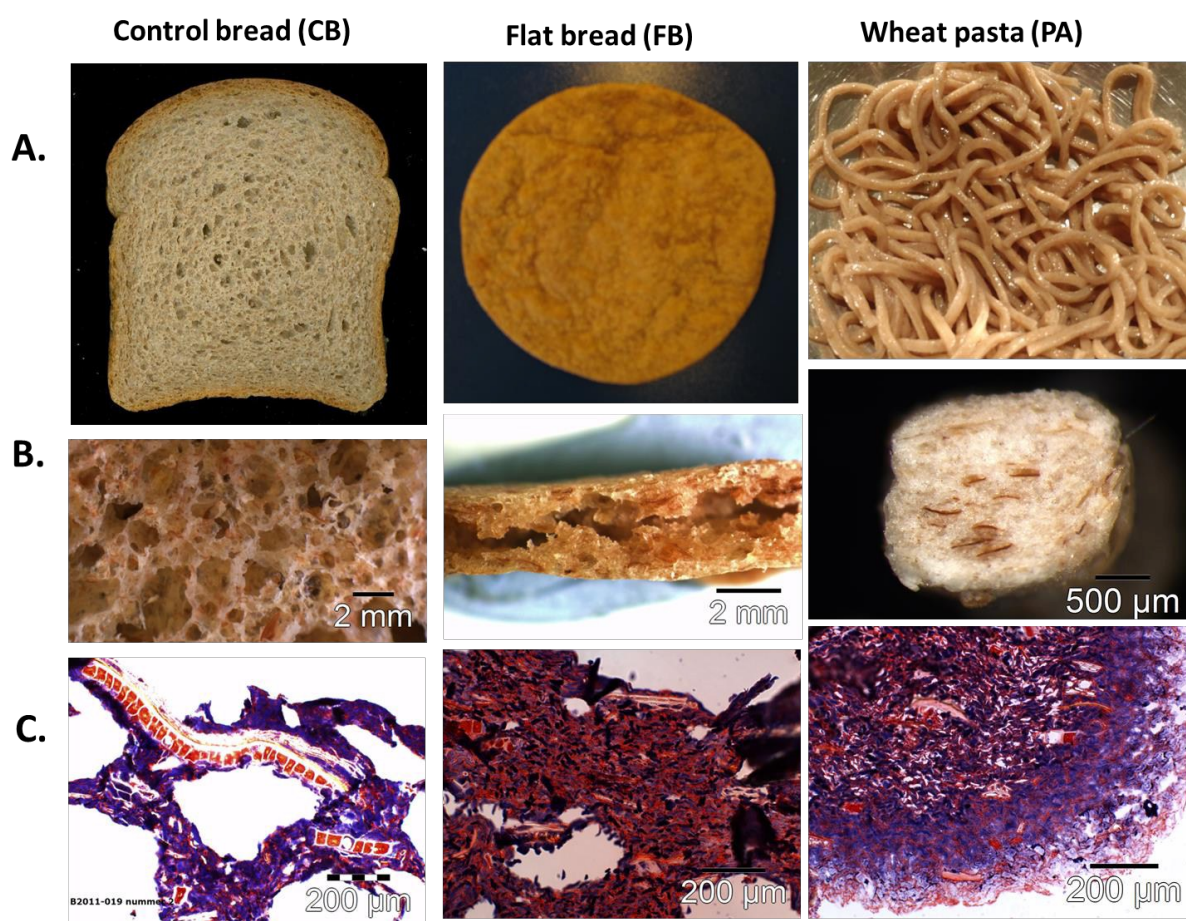 Control bread (CB)
Flat bread (FB)
Wheat pasta (PA)
A.
B.
2 mm
2 mm
500 µm
C.
B2011-019 nummer 2
200 µm
200 µm
200 µm